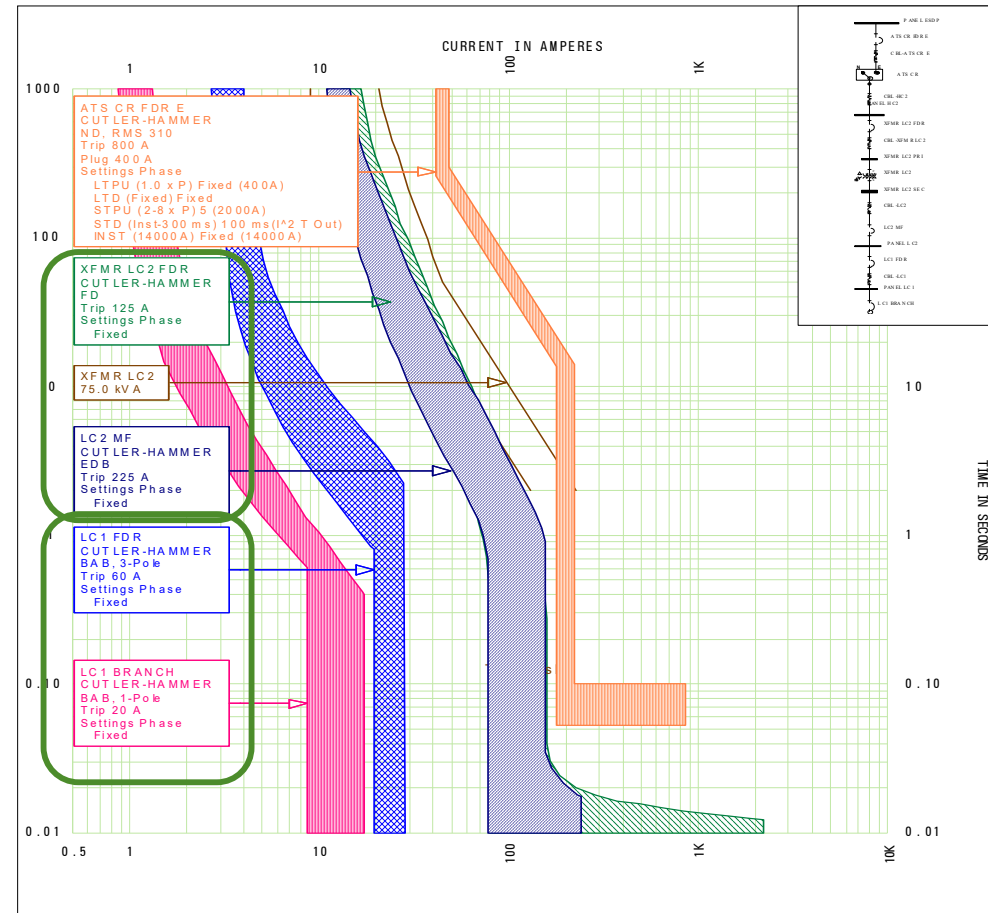 CURRENT IN AMPERES
1 10 100 1K
1000
ATS CR FDR E
CUTLER-HAMMER
ND, RMS 310
Trip 800 A
Plug 400 A
Settings Phase
LTPU (1.0 x P) Fixed (400A)
LTD (Fixed) Fixed
STPU (2-8 x P) 5 (2000A)
STD (Inst-300 ms) 100 ms(I^2 T Out)
INST (14000A) Fixed (14000A)
100
XFMR LC2 FDR
CUTLER-HAMMER
FD
Trip 125 A
Settings Phase
Fixed
0 10
XFMR LC2
75.0 kVA
LC2 MF
CUTLER-HAMMER
EDB
Trip 225 A
Settings Phase
Fixed
1 1
LC1 FDR
CUTLER-HAMMER
BAB, 3-Pole
Trip 60 A
Settings Phase
Fixed
0.10 0.10
LC1 BRANCH
CUTLER-HAMMER
BAB, 1-Pole
Trip 20 A
Settings Phase
Fixed
0.01 0.01
0.5 1 10 100 1K 10K
TIME IN SECONDS
PANEL ESDP
ATS CR FDR E
CBL-ATS CR E
N E
ATS CR
CBL-HC2
PANEL HC2
XFMR LC2 FDR
CBL-XFMR LC2
XFMR LC2 PRI
XFMR LC2
XFMR LC2 SEC
CBL-LC2
LC2 MF
PANEL LC2
LC1 FDR
CBL-LC1
PANEL LC1
LC1 BRANCH